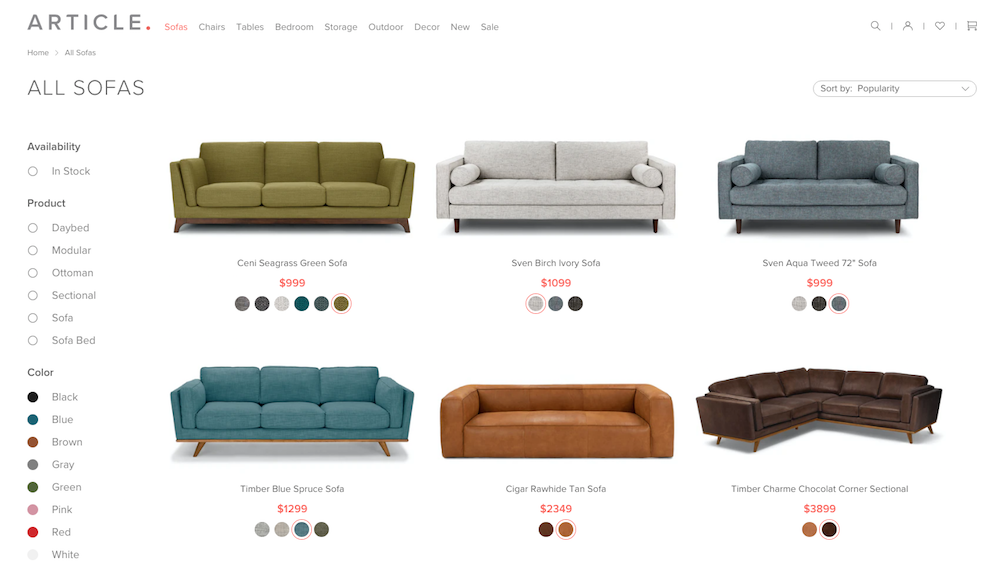 ARTICLE.
Sofas Chairs Tables Bedroom Storage Outdoor Decor New Sale
Home > All Sofas
ALL SOFAS
Sort by: Popularity
Availability
In Stock
Product
Daybed
Modular
Ottoman
Sectional
Sofa
Sofa Bed
Color
Black
Blue
Brown
Gray
Green
Pink
Red
White
Ceni Seagrass Green Sofa
$999
Sven Birch Ivory Sofa
$1099
Sven Aqua Tweed 72" Sofa
$999
Timber Blue Spruce Sofa
$1299
Cigar Rawhide Tan Sofa
$2349
Timber Charme Chocolat Corner Sectional
$3899